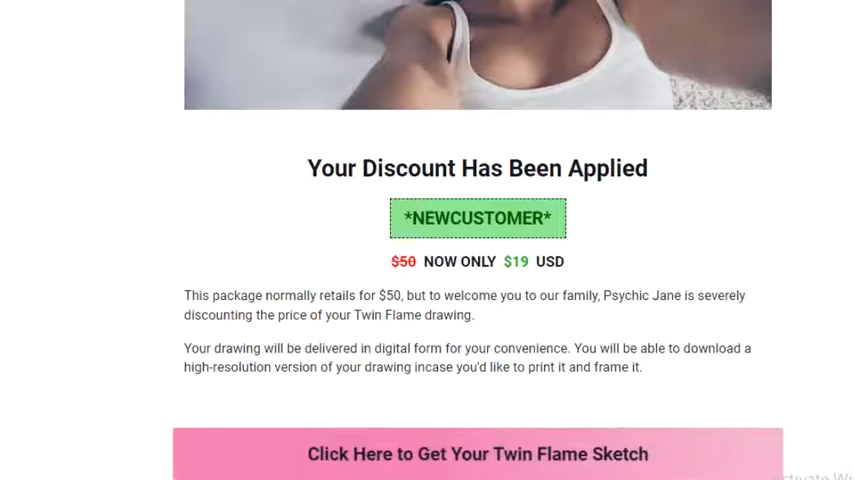 Your Discount Has Been Applied
*NEWCUSTOMER*
$50 NOW ONLY $19 USD
This package normally retails for $50, but to welcome you to our family, Psychic Jane is severely
discounting the price of your Twin Flame drawing.
Your drawing will be delivered in digital form for your convenience. You will be able to download a
high-resolution version of your drawing incase you'd like to print it and frame it.
Click Here to Get Your Twin Flame Sketch